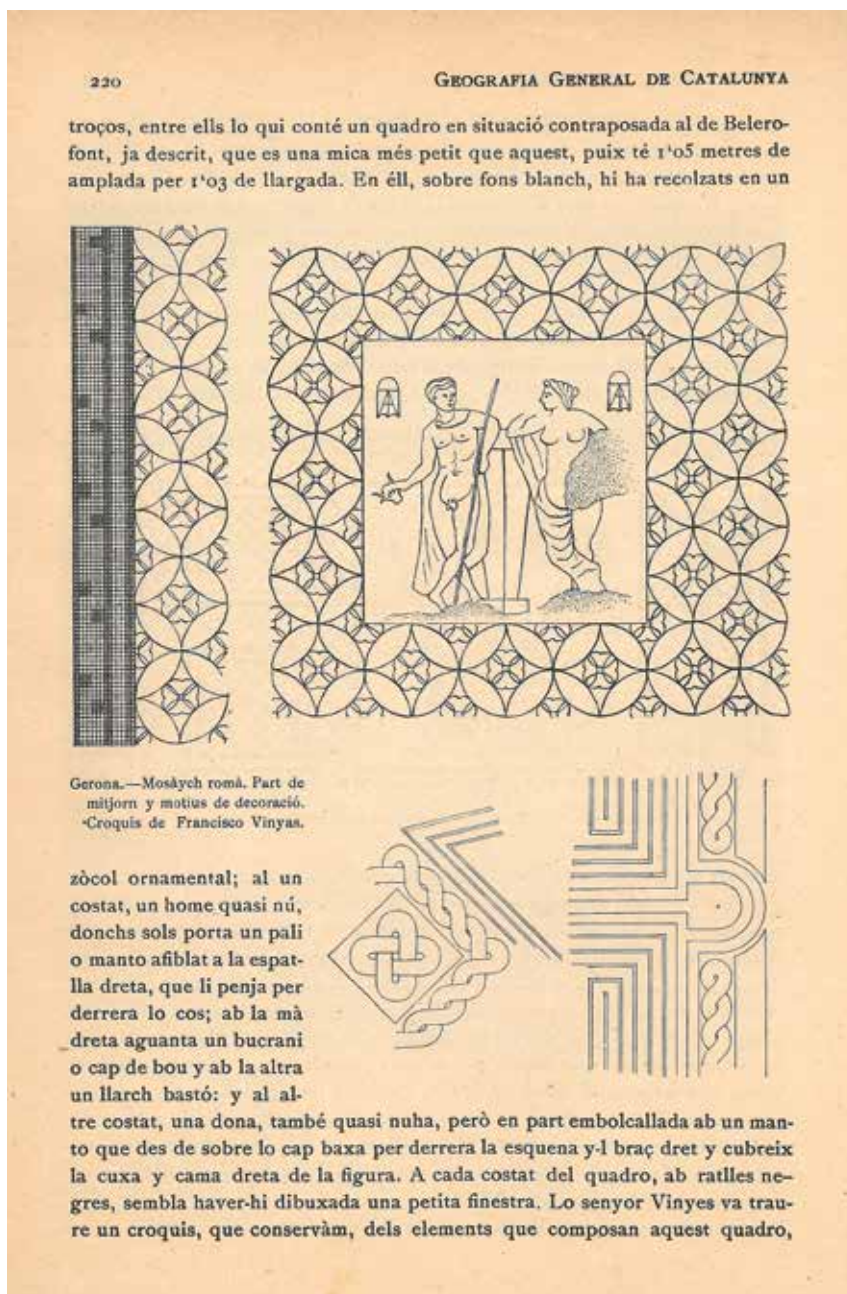 220 GEOGRAFIA GENERAL DE CATALUNYA
troços, entre ells lo qui conté un quadro en situació contraposada al de Belero-
font, ja descrit, que es una mica més petit que aquest, puix té 1'05 metres de
amplada per 1'03 de llargada. En éll, sobre fons blanch, hi ha recolzats en un
Gerona.—Mosàych romà. Part de
mitjorn y motius de decoració.
Croquis de Francisco Vinyas.
zòcol ornamental; al un
costat, un home quasi nú,
donchs sols porta un pali
o manto afiblat a la espat-
lla dreta, que li penja per
derrera lo cos; ab la mà
dreta aguanta un bucrani
o cap de bou y ab la altra
un llarch bastó: y al al-
tre costat, una dona, també quasi nuha, però en part embolcallada ab un man-
to que des de sobre lo cap baxa per derrera la esquena y-l braç dret y cubreix
la cuxa y cama dreta de la figura. A cada costat del quadro, ab ratlles ne-
gres, sembla haver-hi dibuxada una petita finestra. Lo senyor Vinyes va trau-
re un croquis, que conservàm, dels elements que composan aquest quadro,